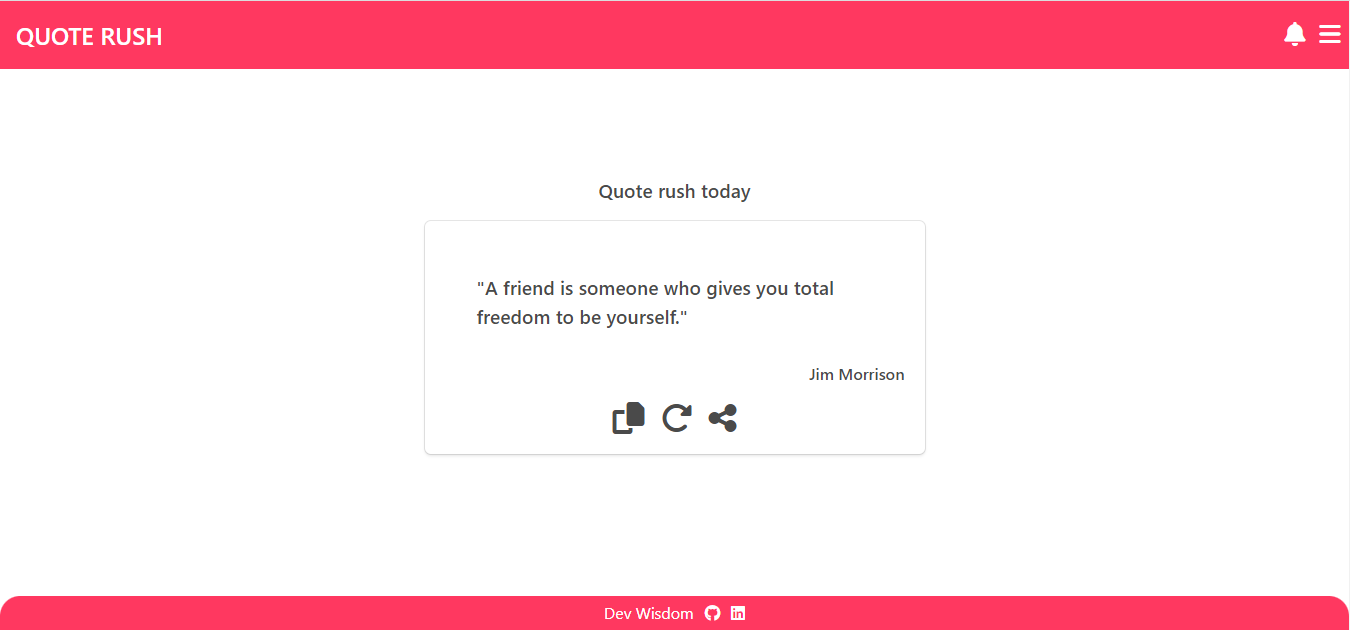 QUOTE RUSH
Quote rush today
"A friend is someone who gives you total
freedom to be yourself."
Jim Morrison
Dev Wisdom